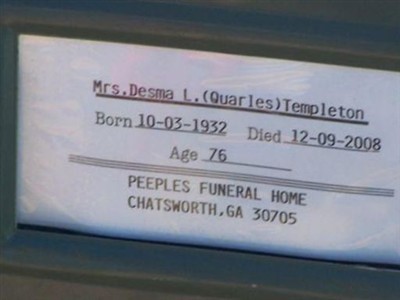 Mrs.Desma L.(Quarles)Templeton
Born 10-03-1932 Died 12-09-2008
Age 76
PEEPLES FUNERAL HOME
CHATSWORTH,GA 30705